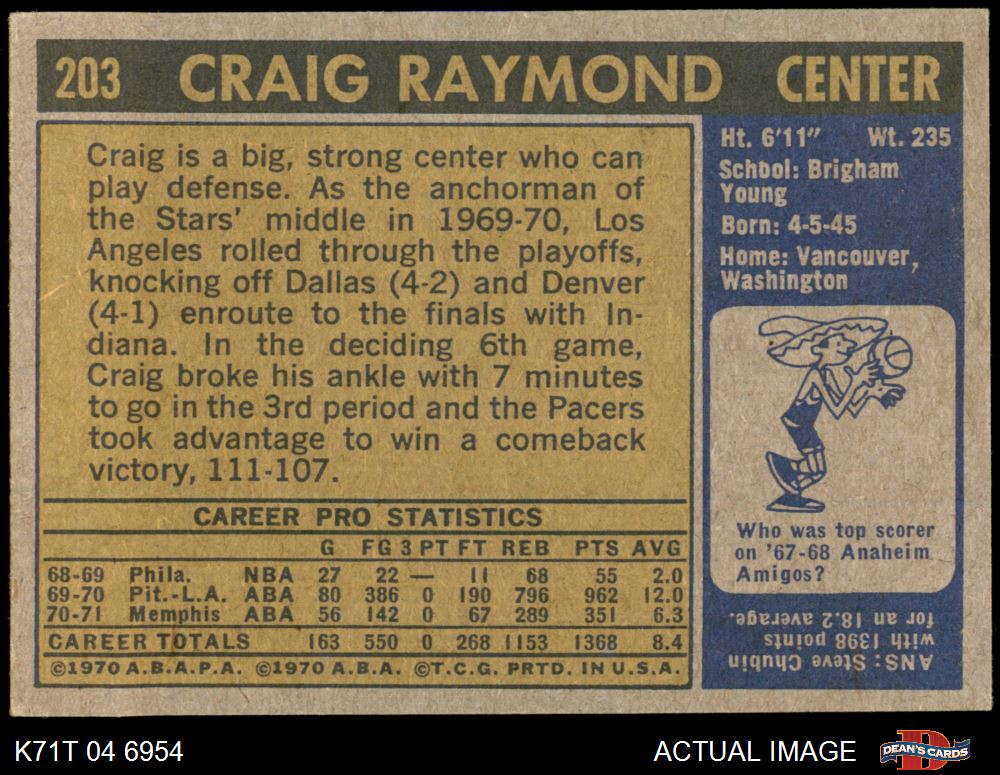 203 CRAIG RAYMOND CENTER
Craig is a big, strong center who can
play defense. As the anchorman of
the Stars' middle in 1969-70, Los
Angeles rolled through the playoffs,
knocking off Dallas (4-2) and Denver
(4-1) enroute to the finals with In-
diana. In the deciding 6th game,
Craig broke his ankle with 7 minutes
to go in the 3rd period and the Pacers
took advantage to win a comeback
victory, 111-107.
CAREER PRO STATISTICS
G FG 3 PT FT REB PTS AVG
68-69 Phila. NBA 27 22 — 11 68 55 2.0
69-70 Pit.-L.A. ABA 80 386 0 190 796 962 12.0
70-71 Memphis ABA 56 142 0 67 289 351 6.3
CAREER TOTALS 163 550 0 268 1153 1368 8.4
©1970 A.B.A.P.A. ©1970 A.B.A. ©T.C.G. PRTD. IN U.S.A.
Ht. 6'11" Wt. 235
School: Brigham
Young
Born: 4-5-45
Home: Vancouver,
Washington
Who was top scorer
on '67-68 Anaheim
Amigos?
ANS: Steve Chubin
with 1398 points
for an 18.2 average.
K71T 04 6954
ACTUAL IMAGE
D
DEAN'S CARDS